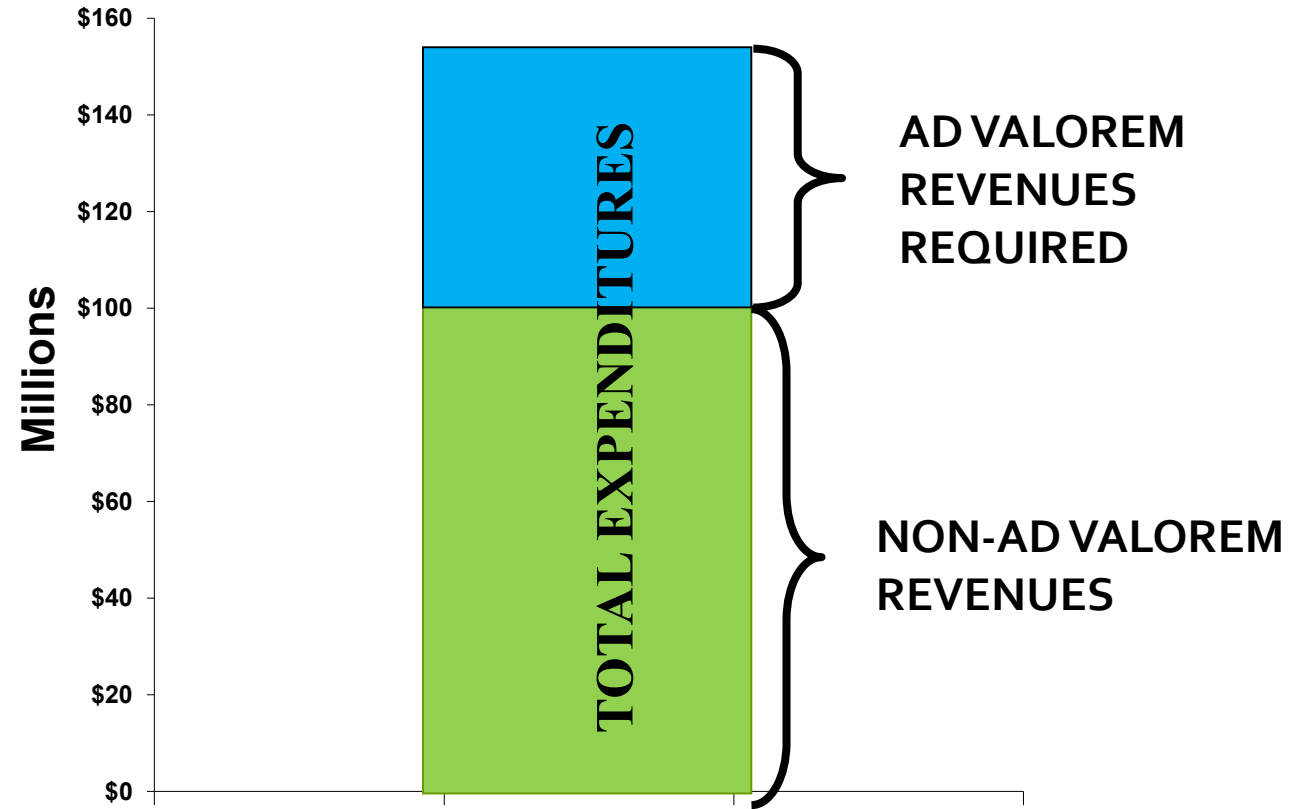 $160
$140
$120
$100
$80
$60
$40
$20
$0
Millions
TOTAL EXPENDITURES
AD VALOREM
REVENUES
REQUIRED
NON-AD VALOREM
REVENUES